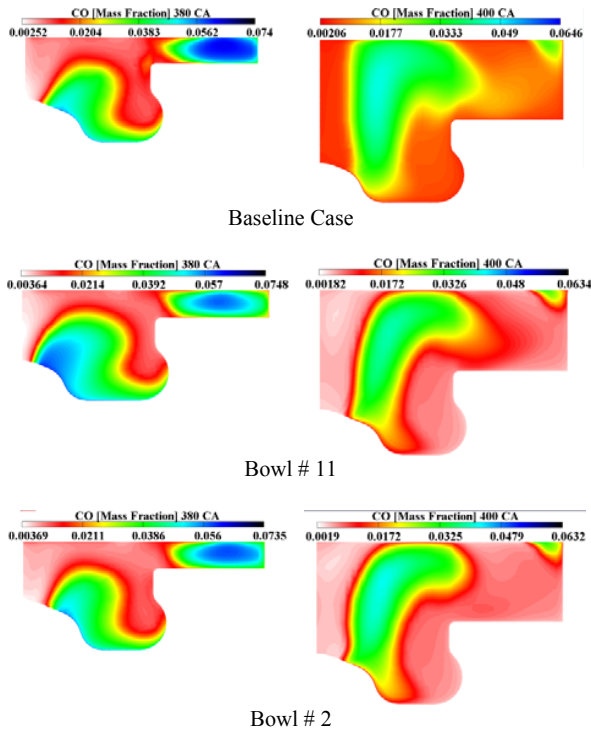 CO [Mass Fraction] 380 CA
0.00252 0.0204 0.0383 0.0562 0.074
CO [Mass Fraction] 400 CA
0.00206 0.0177 0.0333 0.049 0.0646
Baseline Case
CO [Mass Fraction] 380 CA
0.00364 0.0214 0.0392 0.057 0.0748
CO [Mass Fraction] 400 CA
0.00182 0.0172 0.0326 0.048 0.0634
Bowl # 11
CO [Mass Fraction] 380 CA
0.00369 0.0211 0.0386 0.056 0.0735
CO [Mass Fraction] 400 CA
0.0019 0.0172 0.0325 0.0479 0.0632
Bowl # 2